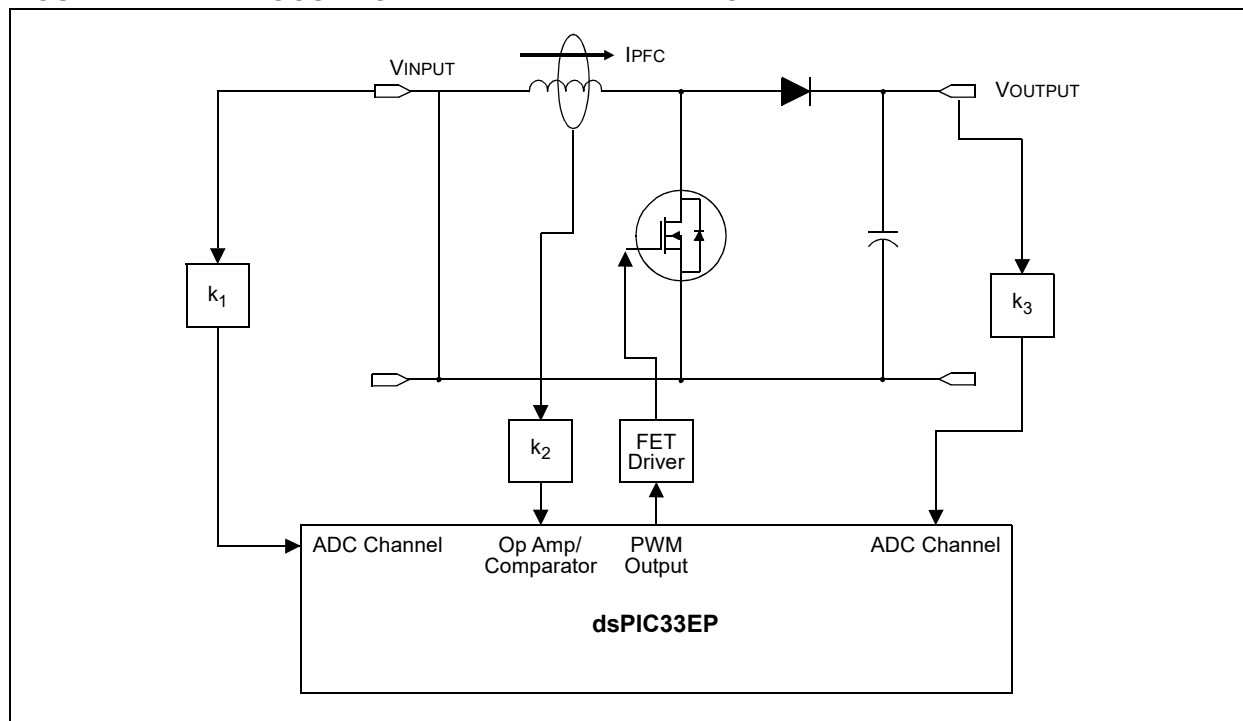 IPFC
VINPUT
VOUTPUT
k1
k3
k2
FET
Driver
ADC Channel
Op Amp/
Comparator
PWM
Output
ADC Channel
dsPIC33EP